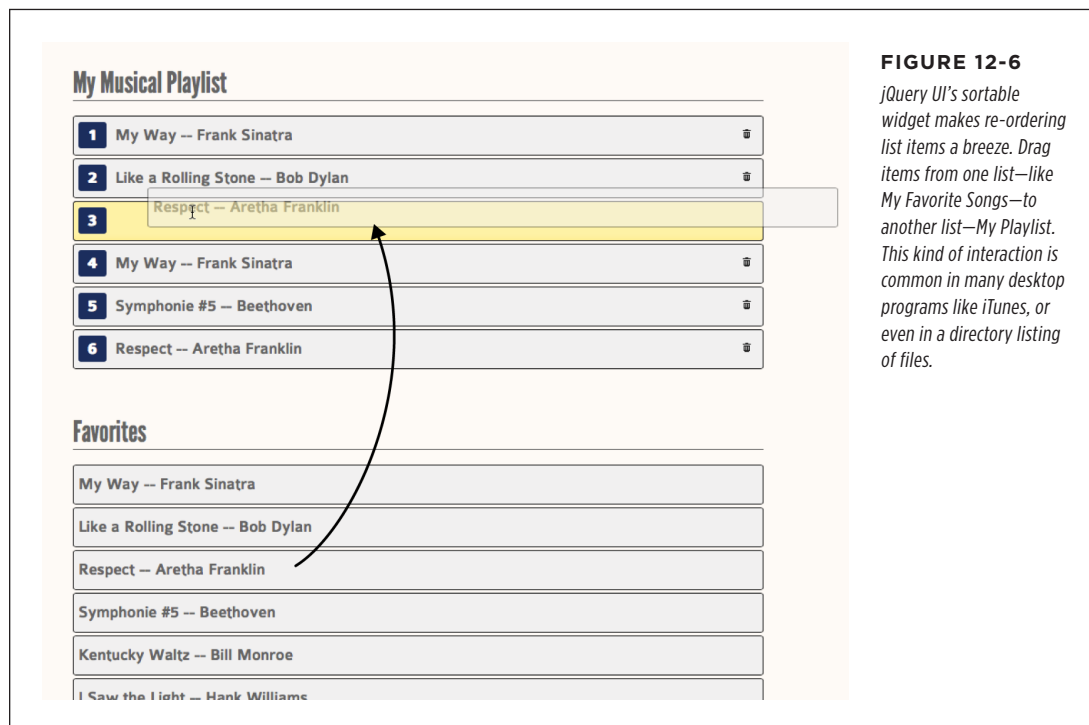 My Musical Playlist
1 My Way -- Frank Sinatra
2 Like a Rolling Stone -- Bob Dylan
Respect -- Aretha Franklin
3
4 My Way -- Frank Sinatra
5 Symphonie #5 -- Beethoven
6 Respect -- Aretha Franklin
Favorites
My Way -- Frank Sinatra
Like a Rolling Stone -- Bob Dylan
Respect -- Aretha Franklin
Symphonie #5 -- Beethoven
Kentucky Waltz -- Bill Monroe
I Saw the Light -- Hank Williams
FIGURE 12-6
jQuery UI’s sortable
widget makes re-ordering
list items a breeze. Drag
items from one list—like
My Favorite Songs—to
another list—My Playlist.
This kind of interaction is
common in many desktop
programs like iTunes, or
even in a directory listing
of files.